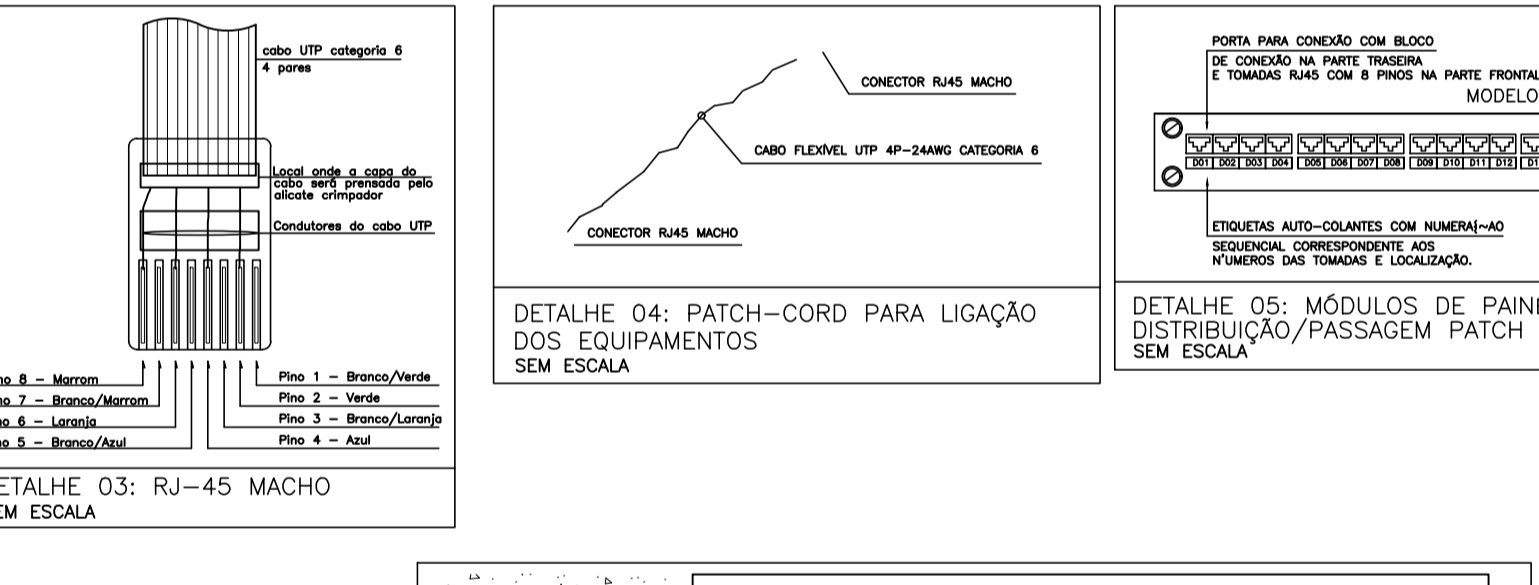 cabo UTP categoria 6
4 pares
Local onde a capa do
cabo será prensada pelo
alicate crimpador
Condutores do cabo UTP
no 8 – Marrom
no 7 – Branco/Marrom
no 6 – Laranja
no 5 – Branco/Azul
Pino 1 – Branco/Verde
Pino 2 – Verde
Pino 3 – Branco/Laranja
Pino 4 – Azul
ETALHE 03: RJ–45 MACHO
EM ESCALA
CONECTOR RJ45 MACHO
CABO FLEXÍVEL UTP 4P–24AWG CATEGORIA 6
CONECTOR RJ45 MACHO
DETALHE 04: PATCH–CORD PARA LIGAÇÃO
DOS EQUIPAMENTOS
SEM ESCALA
PORTA PARA CONEXÃO COM BLOCO
DE CONEXÃO NA PARTE TRASEIRA
E TOMADAS RJ45 COM 8 PINOS NA PARTE FRONTAL
MODELO
D01 D02 D03 D04 D05 D06 D07 D08 D09 D10 D11 D12 D1
ETIQUETAS AUTO–COLANTES COM NUMERA{~AO
SEQUENCIAL CORRESPONDENTE AOS
N'UMEROS DAS TOMADAS E LOCALIZAÇÃO.
DETALHE 05: MÓDULOS DE PAIN
DISTRIBUIÇÃO/PASSAGEM PATCH
SEM ESCALA